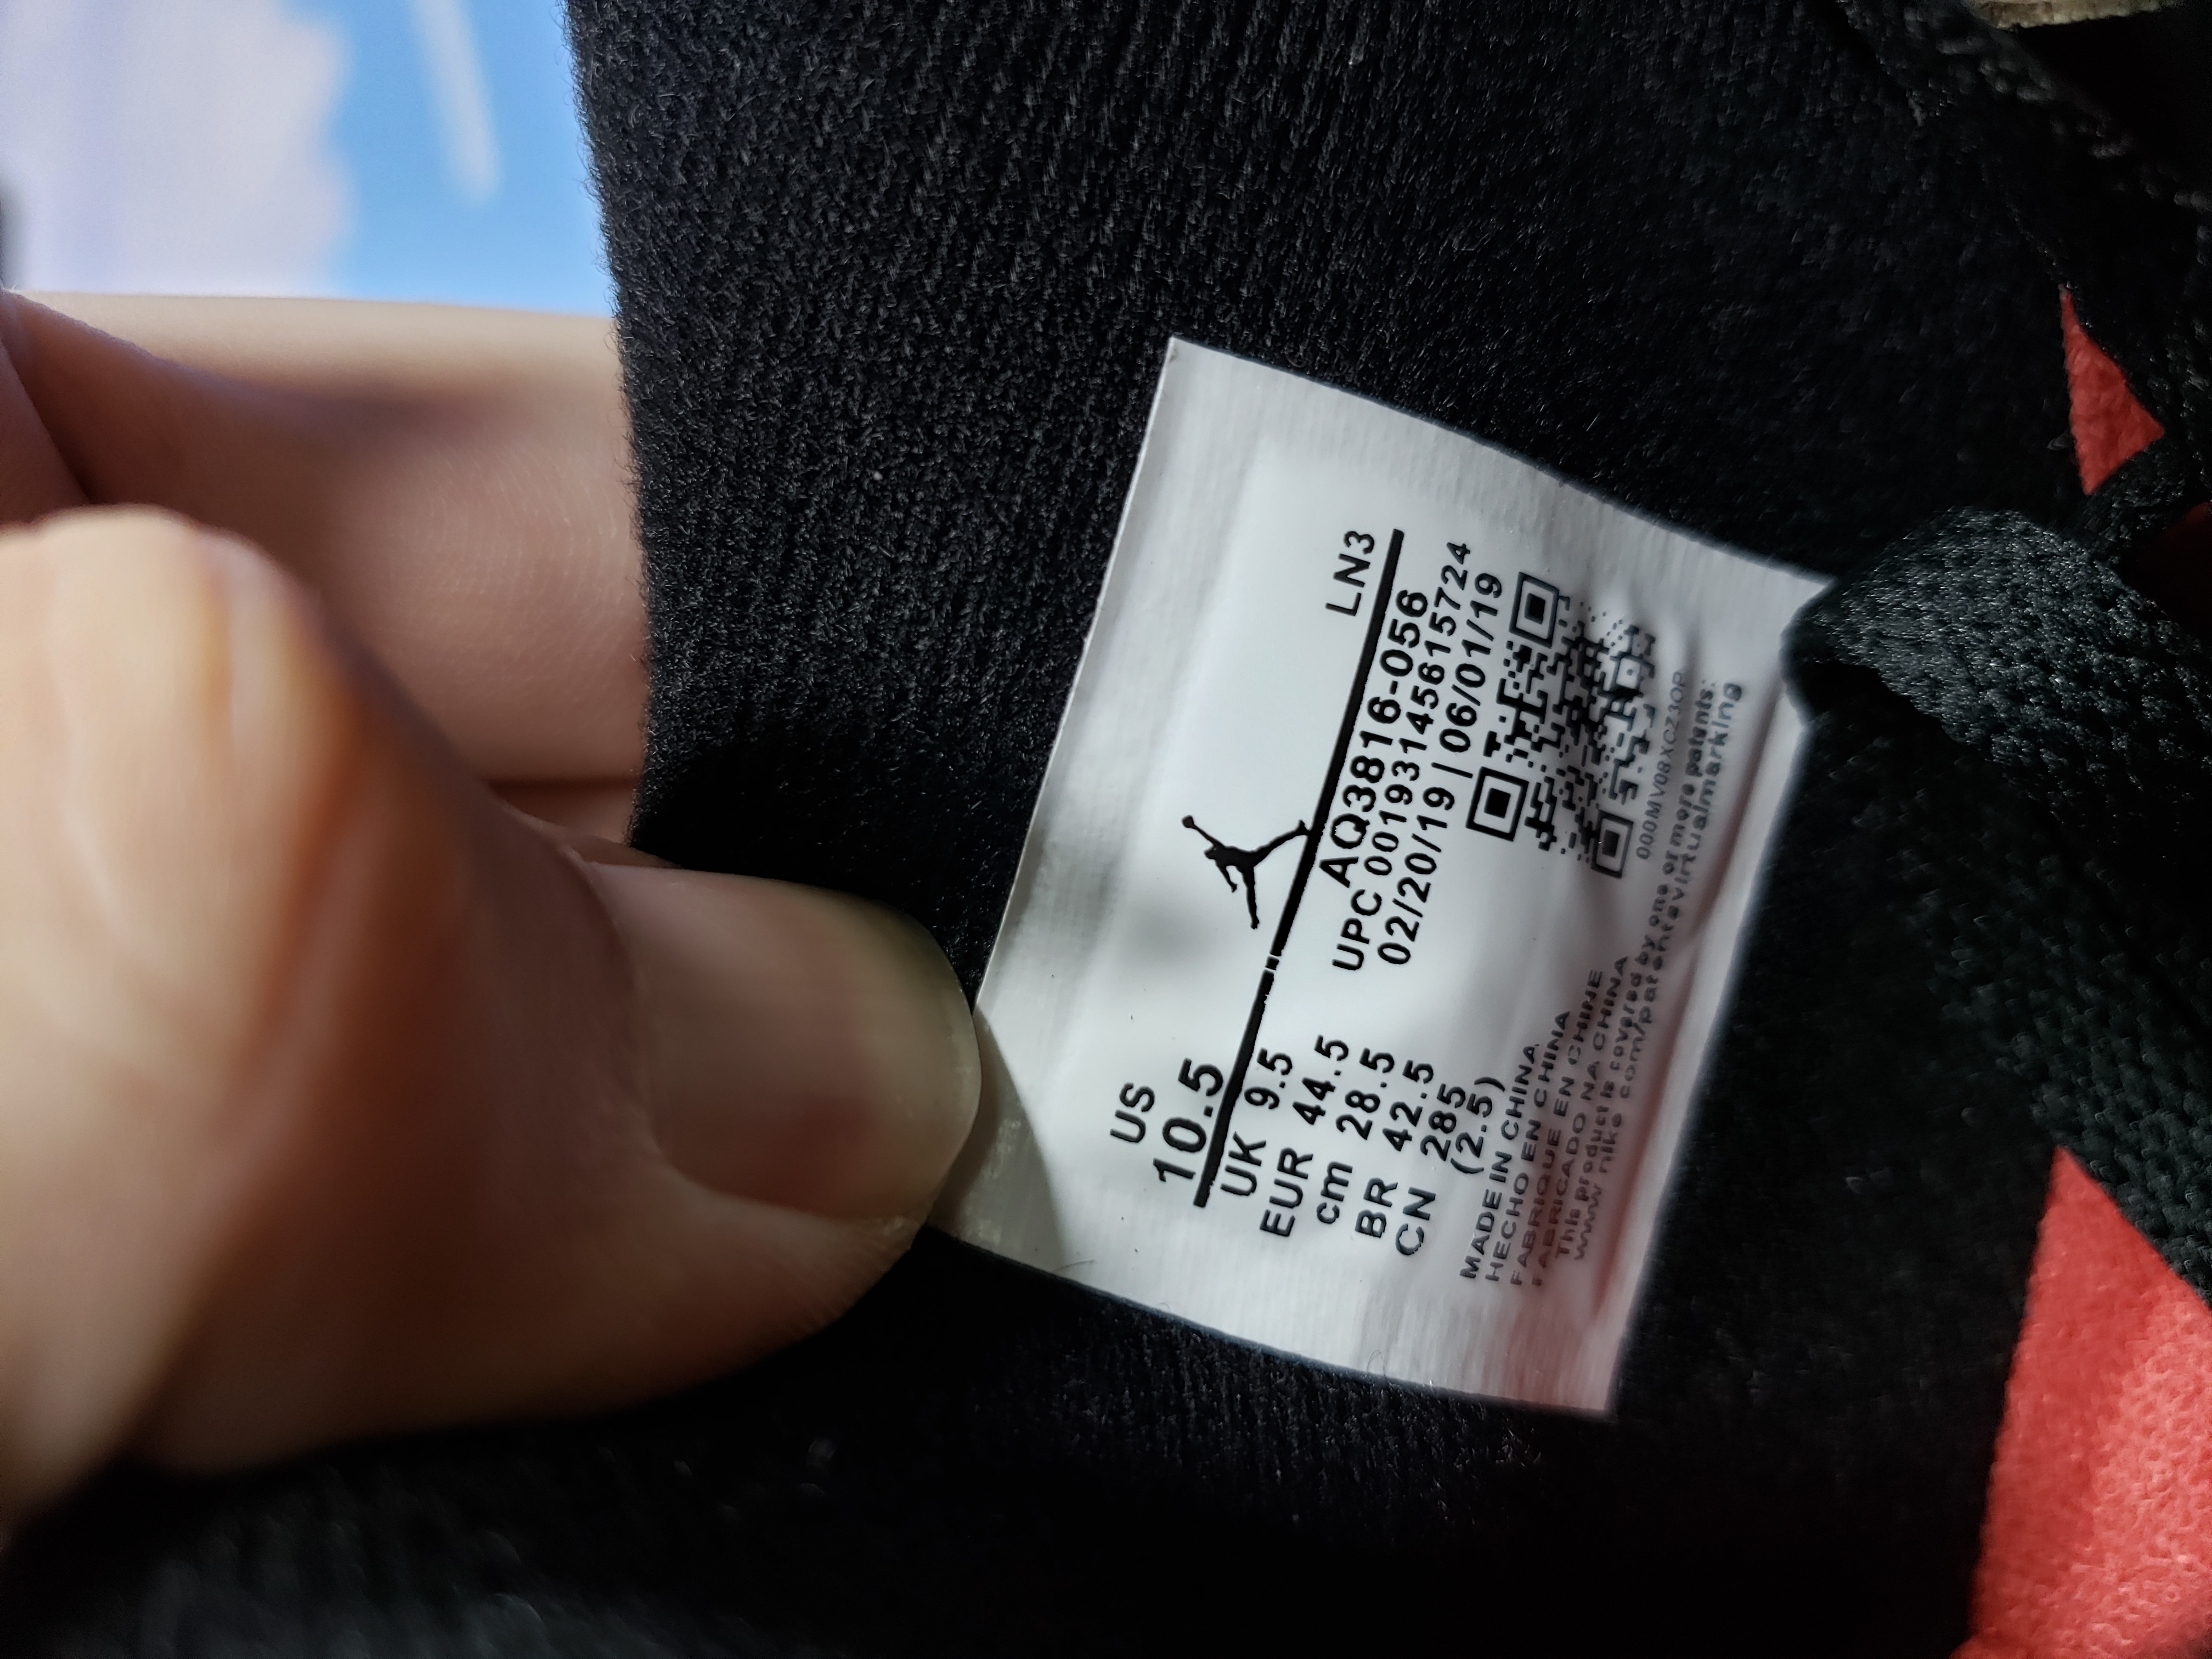 US
10.5
LN3
UK 9.5
EUR 44.5
cm 28.5
BR 42.5
CN 285
(2.5)
AQ3816-056
UPC 00193145615724
02/20/19 | 06/01/19
MADE IN CHINA
HECHO EN CHINA
FABRIQUE EN CHINE
FABRICADO NA CHINA
This product is covered by one or more patents:
www nike com/patentsvirtualmarking